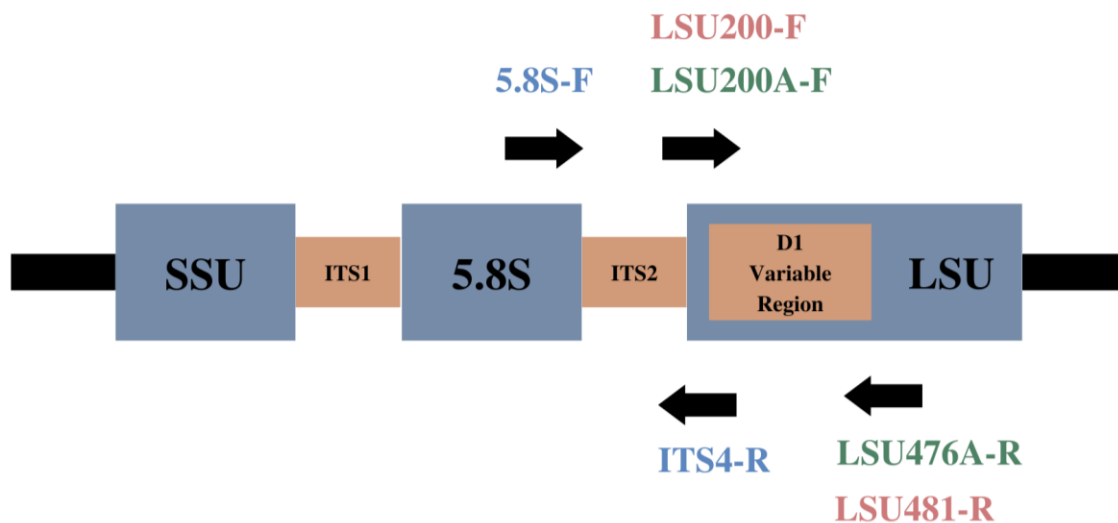 LSU200-F
5.8S-F
LSU200A-F
SSU
ITS1
5.8S
ITS2
D1
Variable
Region
LSU
ITS4-R
LSU476A-R
LSU481-R